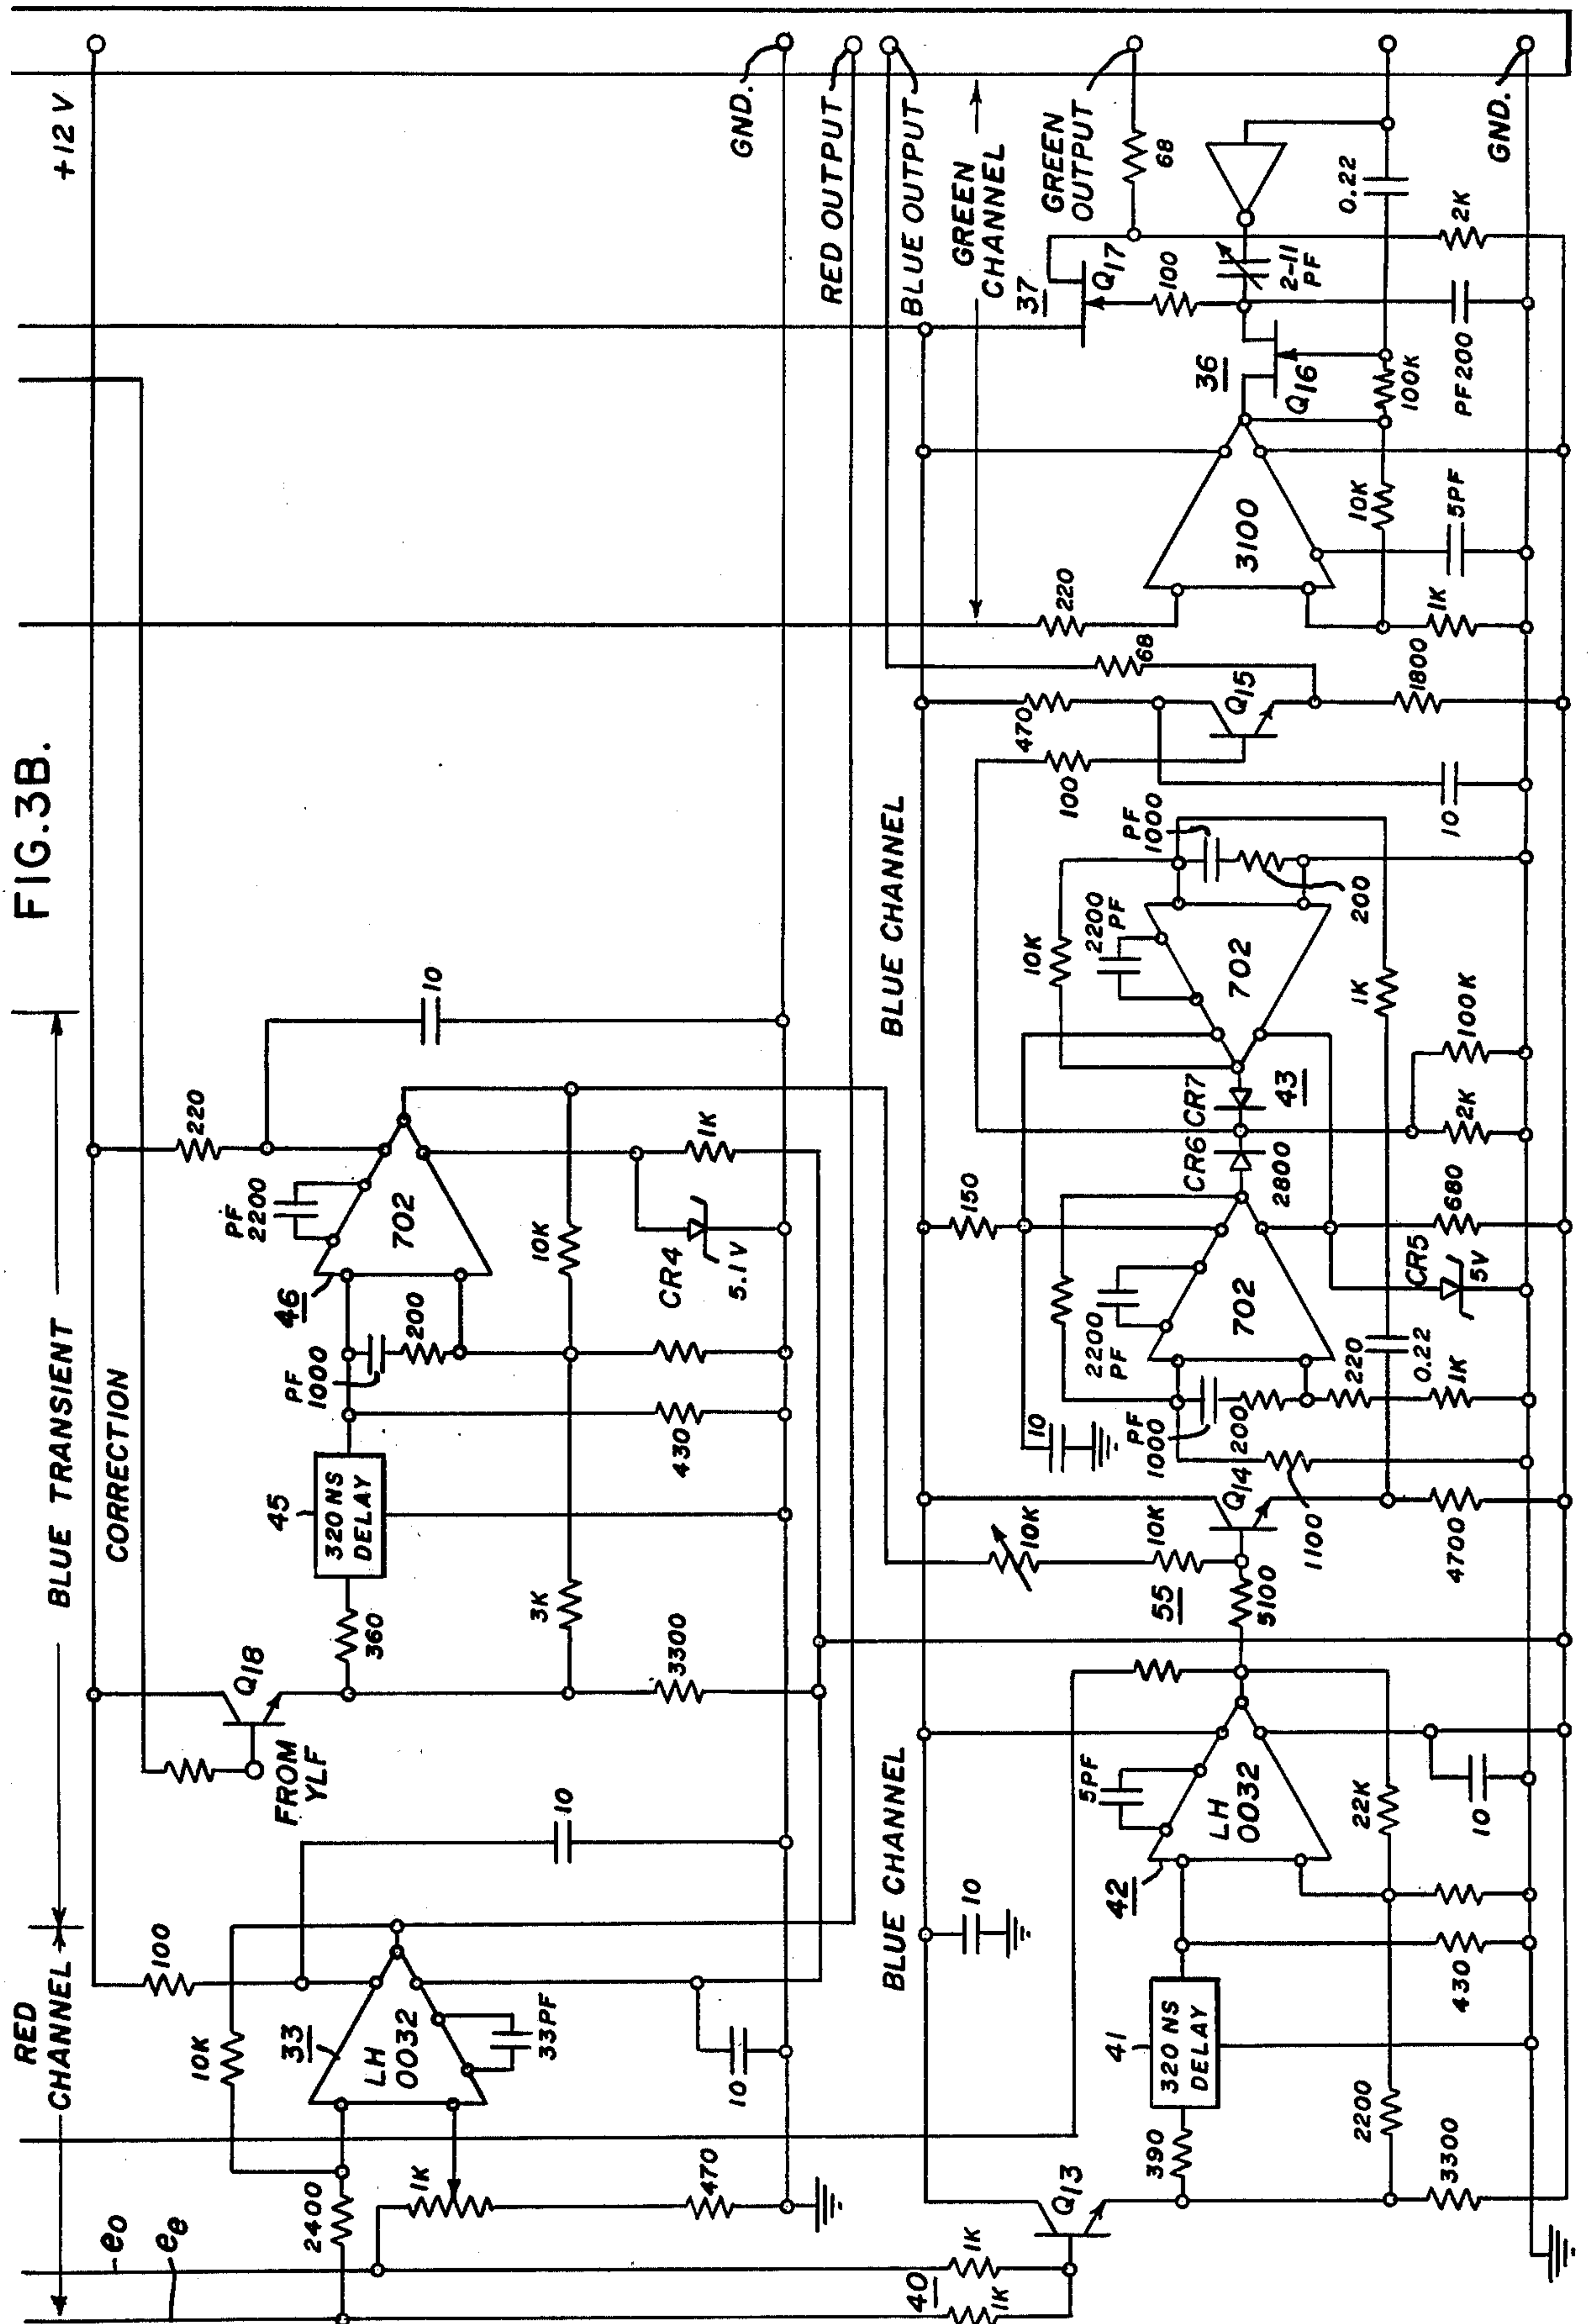 FIG.3B.
RED
CHANNEL
BLUE TRANSIENT
CORRECTION
+12 V
eo
ee
2400
10K
1K
470
33
LH
0032
33PF
100
10
10
FROM
YLF
Q18
360
3300
3K
45
320 NS
DELAY
430
PF
1000
200
46
702
PF
2200
220
10K
CR4
5.1V
1K
10
GND.
RED OUTPUT
BLUE OUTPUT
BLUE CHANNEL
BLUE CHANNEL
GREEN
CHANNEL
GREEN
OUTPUT
40
1K
1K
Q13
390
3300
2200
41
320 NS
DELAY
430
10
42
LH
0032
5PF
22K
10
55
5100
10K
10K
Q14
1100
4700
10
PF
1000
200
2200
PF
702
220
0.22
1K
150
CR5
5V
680
2800
CR6
CR7
43
2K
100K
1K
702
10K
2200
PF
PF
1000
200
10
100
470
Q15
1800
68
220
3100
1K
10K
5PF
100K
36
Q16
PF200
37
Q17
100
2-11
PF
2K
0.22
68
GND.